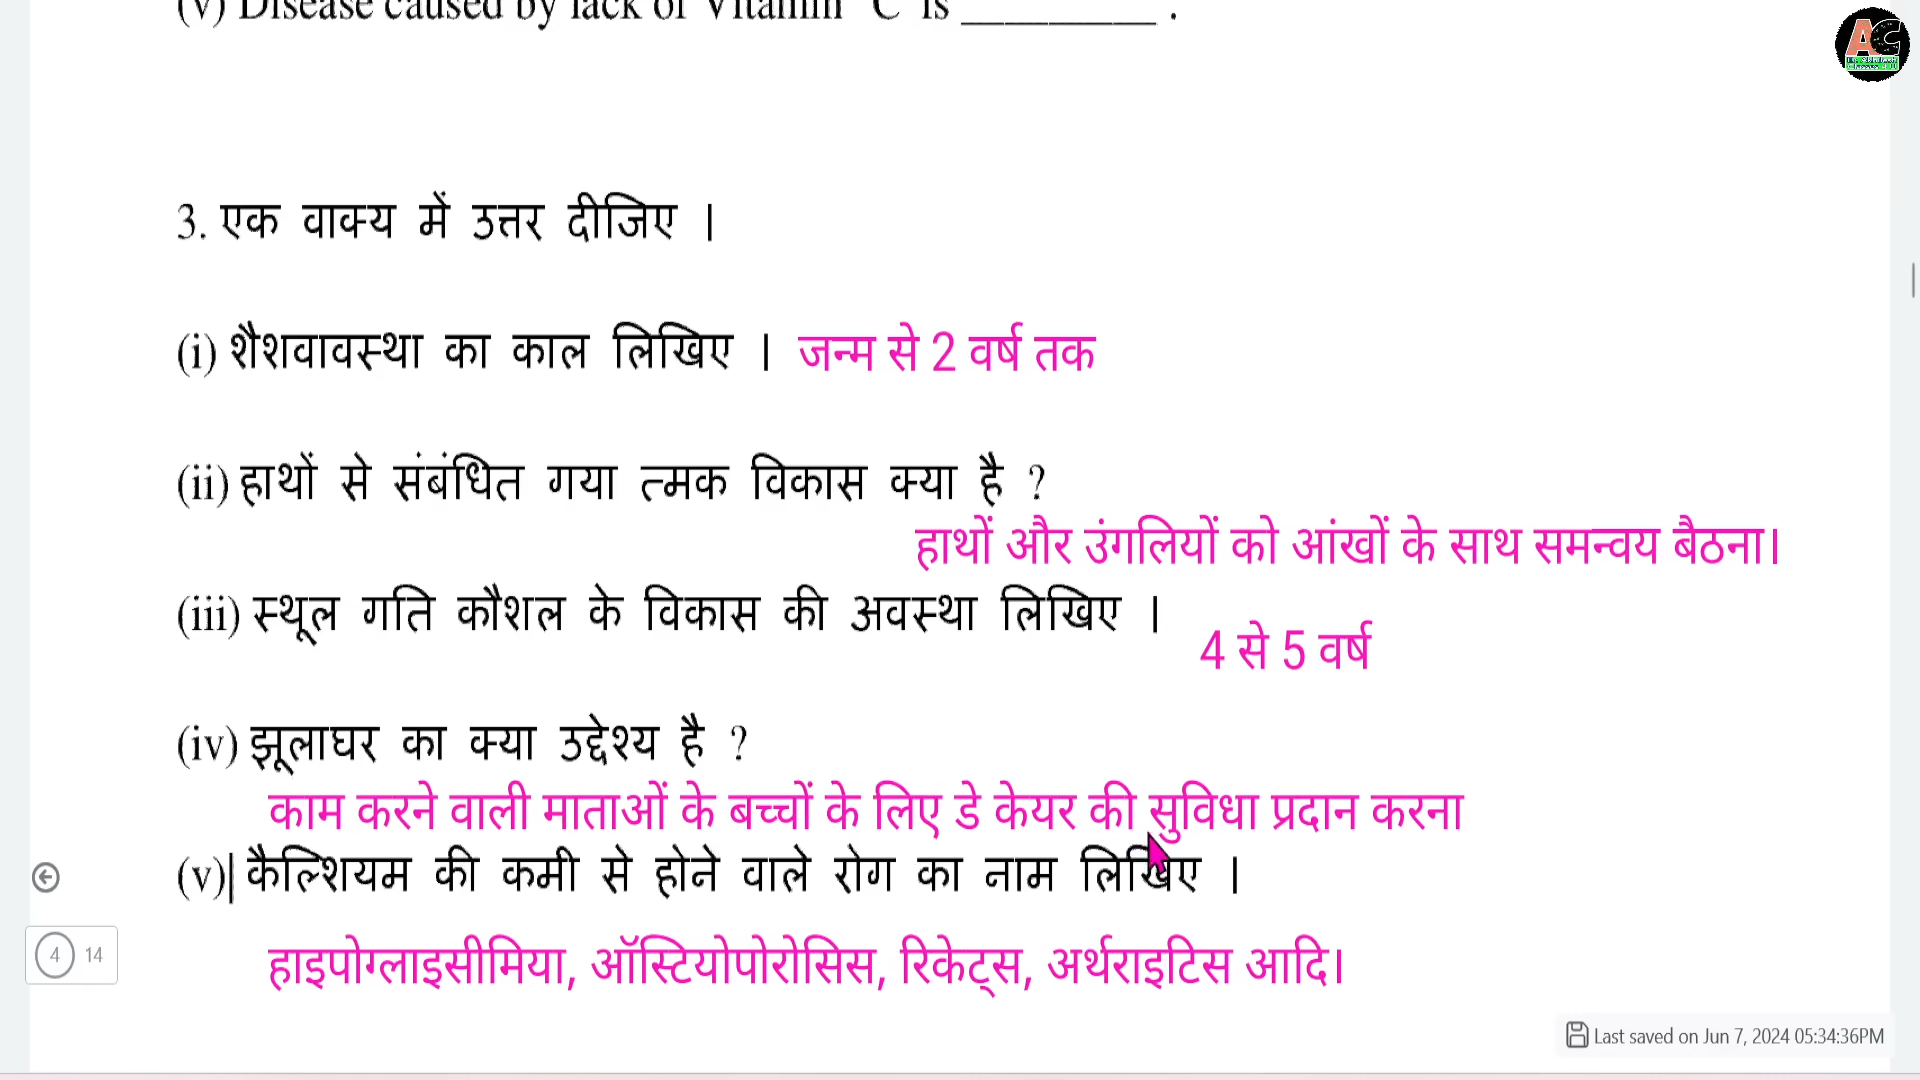 (v) Disease caused by lack of Vitamin 'C' is _________ .
3. एक वाक्य में उत्तर दीजिए ।
(i) शैशवावस्था का काल लिखिए । जन्म से 2 वर्ष तक
(ii) हाथों से संबंधित गया त्मक विकास क्या है ?
हाथों और उंगलियों को आंखों के साथ समन्वय बैठना।
(iii) स्थूल गति कौशल के विकास की अवस्था लिखिए ।
4 से 5 वर्ष
(iv) झूलाघर का क्या उद्देश्य है ?
काम करने वाली माताओं के बच्चों के लिए डे केयर की सुविधा प्रदान करना
(v) कैल्शियम की कमी से होने वाले रोग का नाम लिखिए ।
हाइपोग्लाइसीमिया, ऑस्टियोपोरोसिस, रिकेट्स, अर्थराइटिस आदि।
4 14
Last saved on Jun 7, 2024 05:34:36PM
AC